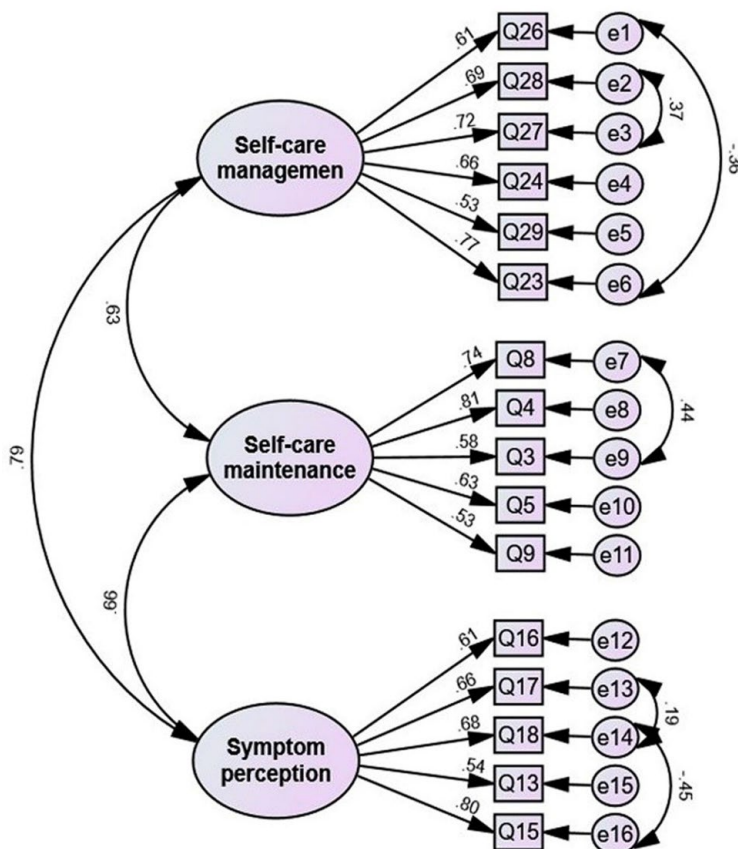 Self-care
managemen
Self-care
maintenance
Symptom
perception
.61
.69
.72
.66
.53
.77
Q26
Q28
Q27
Q24
Q29
Q23
e1
e2
e3
e4
e5
e6
.37
-.36
.63
.79
.74
.81
.58
.63
.53
Q8
Q4
Q3
Q5
Q9
e7
e8
e9
e10
e11
.44
.66
.61
.66
.68
.54
.80
Q16
Q17
Q18
Q13
Q15
e12
e13
e14
e15
e16
.19
-.45